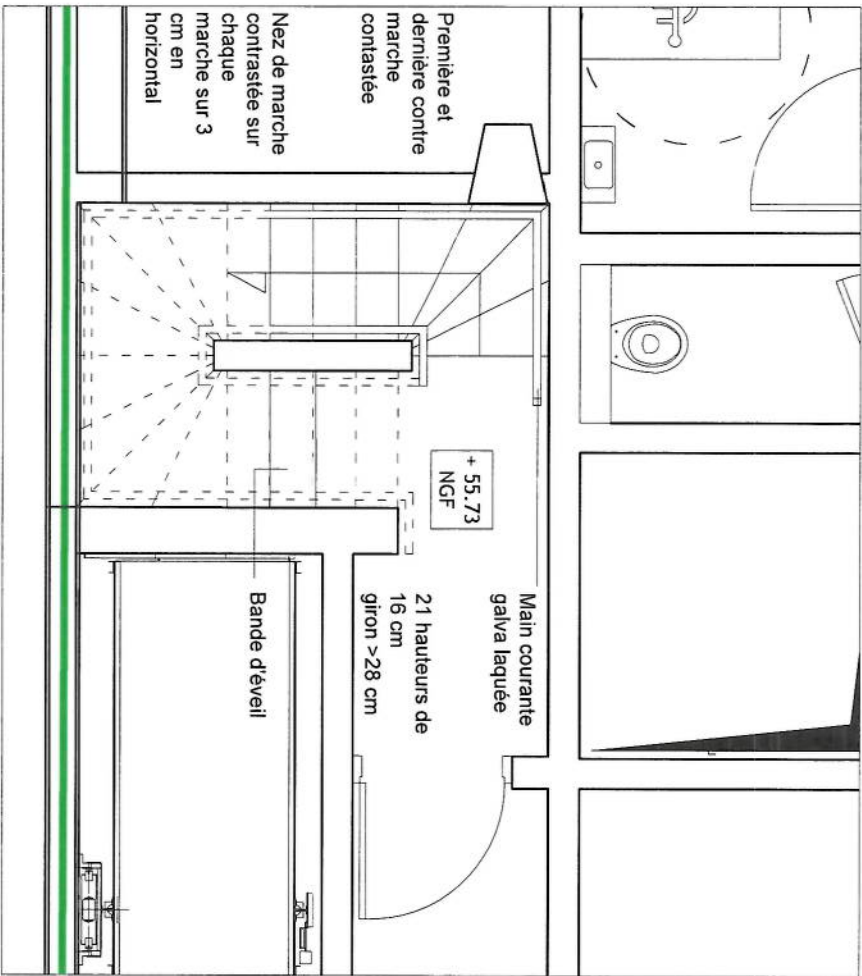 Première et
dernière contre
marche
contastée
Nez de marche
contrastée sur
chaque
marche sur 3
cm en
horizontal
+ 55.73
NGF
Main courante
galva laquée
21 hauteurs de
16 cm
giron >28 cm
Bande d'éveil